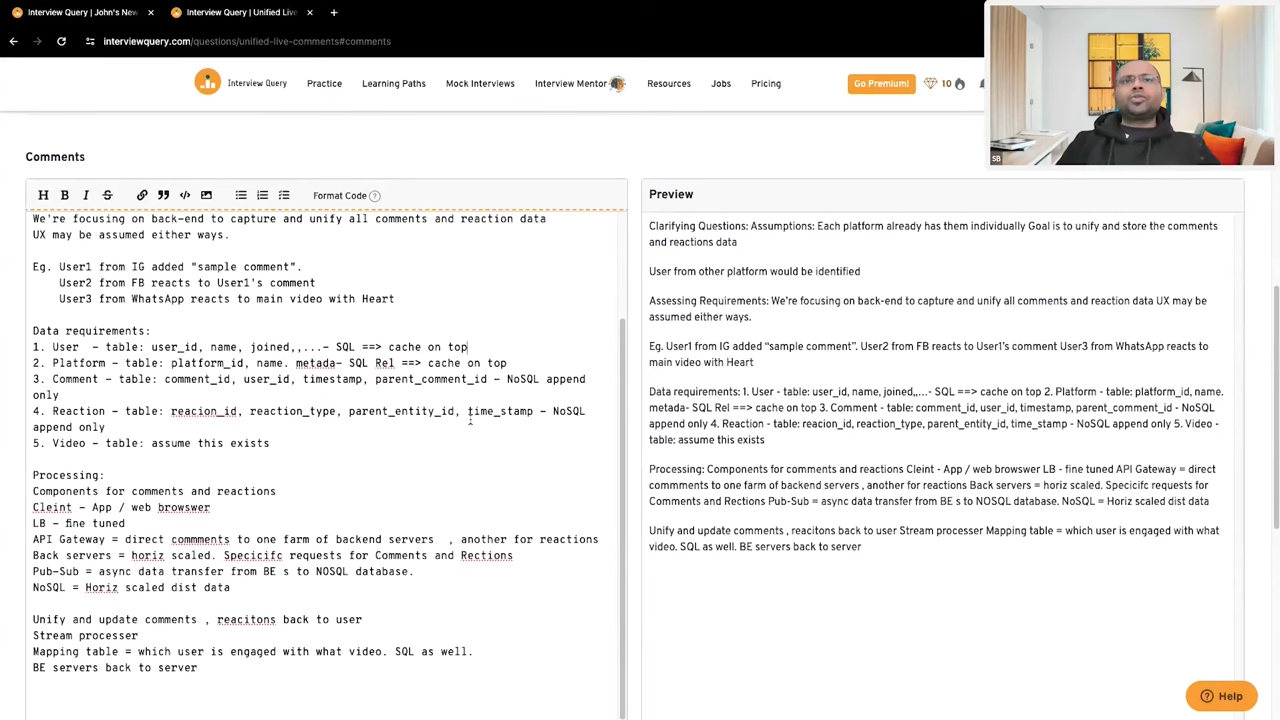 Interview Query | John's New
Interview Query | Unified Liv
interviewquery.com/questions/unified-live-comments#comments
Interview Query
Practice
Learning Paths
Mock Interviews
Interview Mentor
Resources
Jobs
Pricing
Go Premium!
10
SB
Comments
H B I S
Format Code ?
We're focusing on back-end to capture and unify all comments and reaction data
UX may be assumed either ways.
Eg. User1 from IG added "sample comment".
User2 from FB reacts to User1's comment
User3 from WhatsApp reacts to main video with Heart
Data requirements:
1. User - table: user_id, name, joined,,...- SQL ==> cache on top
2. Platform - table: platform_id, name. metada- SQL Rel ==> cache on top
3. Comment - table: comment_id, user_id, timestamp, parent_comment_id - NoSQL append
only
4. Reaction - table: reacion_id, reaction_type, parent_entity_id, time_stamp - NoSQL
append only
5. Video - table: assume this exists
Processing:
Components for comments and reactions
Cleint - App / web browswer
LB - fine tuned
API Gateway = direct commments to one farm of backend servers , another for reactions
Back servers = horiz scaled. Specicifc requests for Comments and Rections
Pub-Sub = async data transfer from BE s to NOSQL database.
NoSQL = Horiz scaled dist data
Unify and update comments , reacitons back to user
Stream processer
Mapping table = which user is engaged with what video. SQL as well.
BE servers back to server
Preview
Clarifying Questions: Assumptions: Each platform already has them individually Goal is to unify and store the comments
and reactions data
User from other platform would be identified
Assessing Requirements: We're focusing on back-end to capture and unify all comments and reaction data UX may be
assumed either ways.
Eg. User1 from IG added “sample comment”. User2 from FB reacts to User1's comment User3 from WhatsApp reacts to
main video with Heart
Data requirements: 1. User - table: user_id, name, joined,,...- SQL ==> cache on top 2. Platform - table: platform_id, name.
metada- SQL Rel ==> cache on top 3. Comment - table: comment_id, user_id, timestamp, parent_comment_id - NoSQL
append only 4. Reaction - table: reacion_id, reaction_type, parent_entity_id, time_stamp - NoSQL append only 5. Video -
table: assume this exists
Processing: Components for comments and reactions Cleint - App / web browswer LB - fine tuned API Gateway = direct
commments to one farm of backend servers , another for reactions Back servers = horiz scaled. Specicifc requests for
Comments and Rections Pub-Sub = async data transfer from BE s to NOSQL database. NoSQL = Horiz scaled dist data
Unify and update comments , reacitons back to user Stream processer Mapping table = which user is engaged with what
video. SQL as well. BE servers back to server
? Help